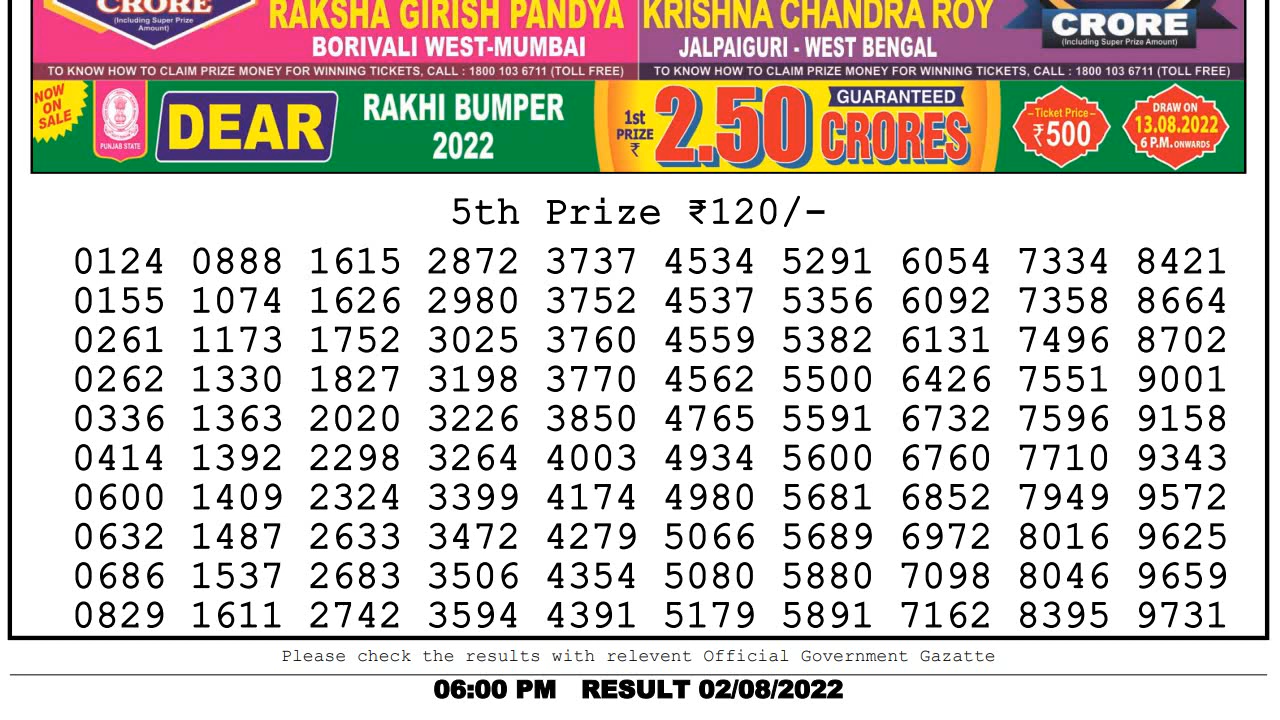 CRORE
(Including Super Prize
Amount)
RAKSHA GIRISH PANDYA
BORIVALI WEST-MUMBAI
KRISHNA CHANDRA ROY
JALPAIGURI - WEST BENGAL
CRORE
(Including Super Prize Amount)
TO KNOW HOW TO CLAIM PRIZE MONEY FOR WINNING TICKETS, CALL : 1800 103 6711 (TOLL FREE)
TO KNOW HOW TO CLAIM PRIZE MONEY FOR WINNING TICKETS, CALL : 1800 103 6711 (TOLL FREE)
NOW
ON
SALE
PUNJAB STATE
DEAR
RAKHI BUMPER
2022
1st
PRIZE
₹
2.50
GUARANTEED
CRORES
Ticket Price
₹500
DRAW ON
13.08.2022
6 P.M. ONWARDS
5th Prize ₹120/-
0124 0888 1615 2872 3737 4534 5291 6054 7334 8421
0155 1074 1626 2980 3752 4537 5356 6092 7358 8664
0261 1173 1752 3025 3760 4559 5382 6131 7496 8702
0262 1330 1827 3198 3770 4562 5500 6426 7551 9001
0336 1363 2020 3226 3850 4765 5591 6732 7596 9158
0414 1392 2298 3264 4003 4934 5600 6760 7710 9343
0600 1409 2324 3399 4174 4980 5681 6852 7949 9572
0632 1487 2633 3472 4279 5066 5689 6972 8016 9625
0686 1537 2683 3506 4354 5080 5880 7098 8046 9659
0829 1611 2742 3594 4391 5179 5891 7162 8395 9731
Please check the results with relevent Official Government Gazatte
06:00 PM RESULT 02/08/2022